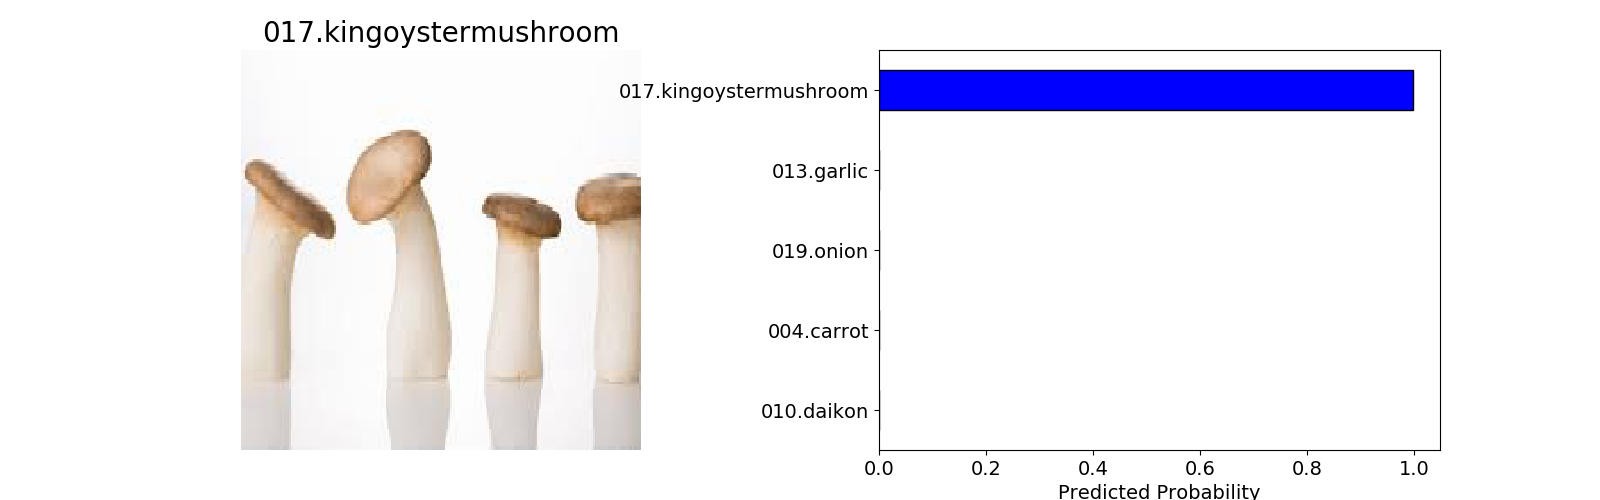 017.kingoystermushroom
017.kingoystermushroom
013.garlic
019.onion
004.carrot
010.daikon
0.0 0.2 0.4 0.6 0.8 1.0
Predicted Probability